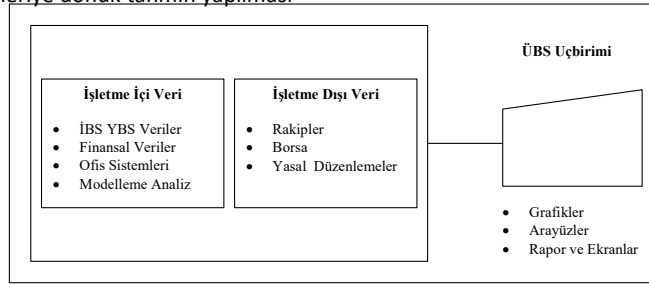 ÜBS Uçbirimi
İşletme İçi Veri
• İBS YBS Veriler
• Finansal Veriler
• Ofis Sistemleri
• Modelleme Analiz
İşletme Dışı Veri
• Rakipler
• Borsa
• Yasal Düzenlemeler
• Grafikler
• Arayüzler
• Rapor ve Ekranlar